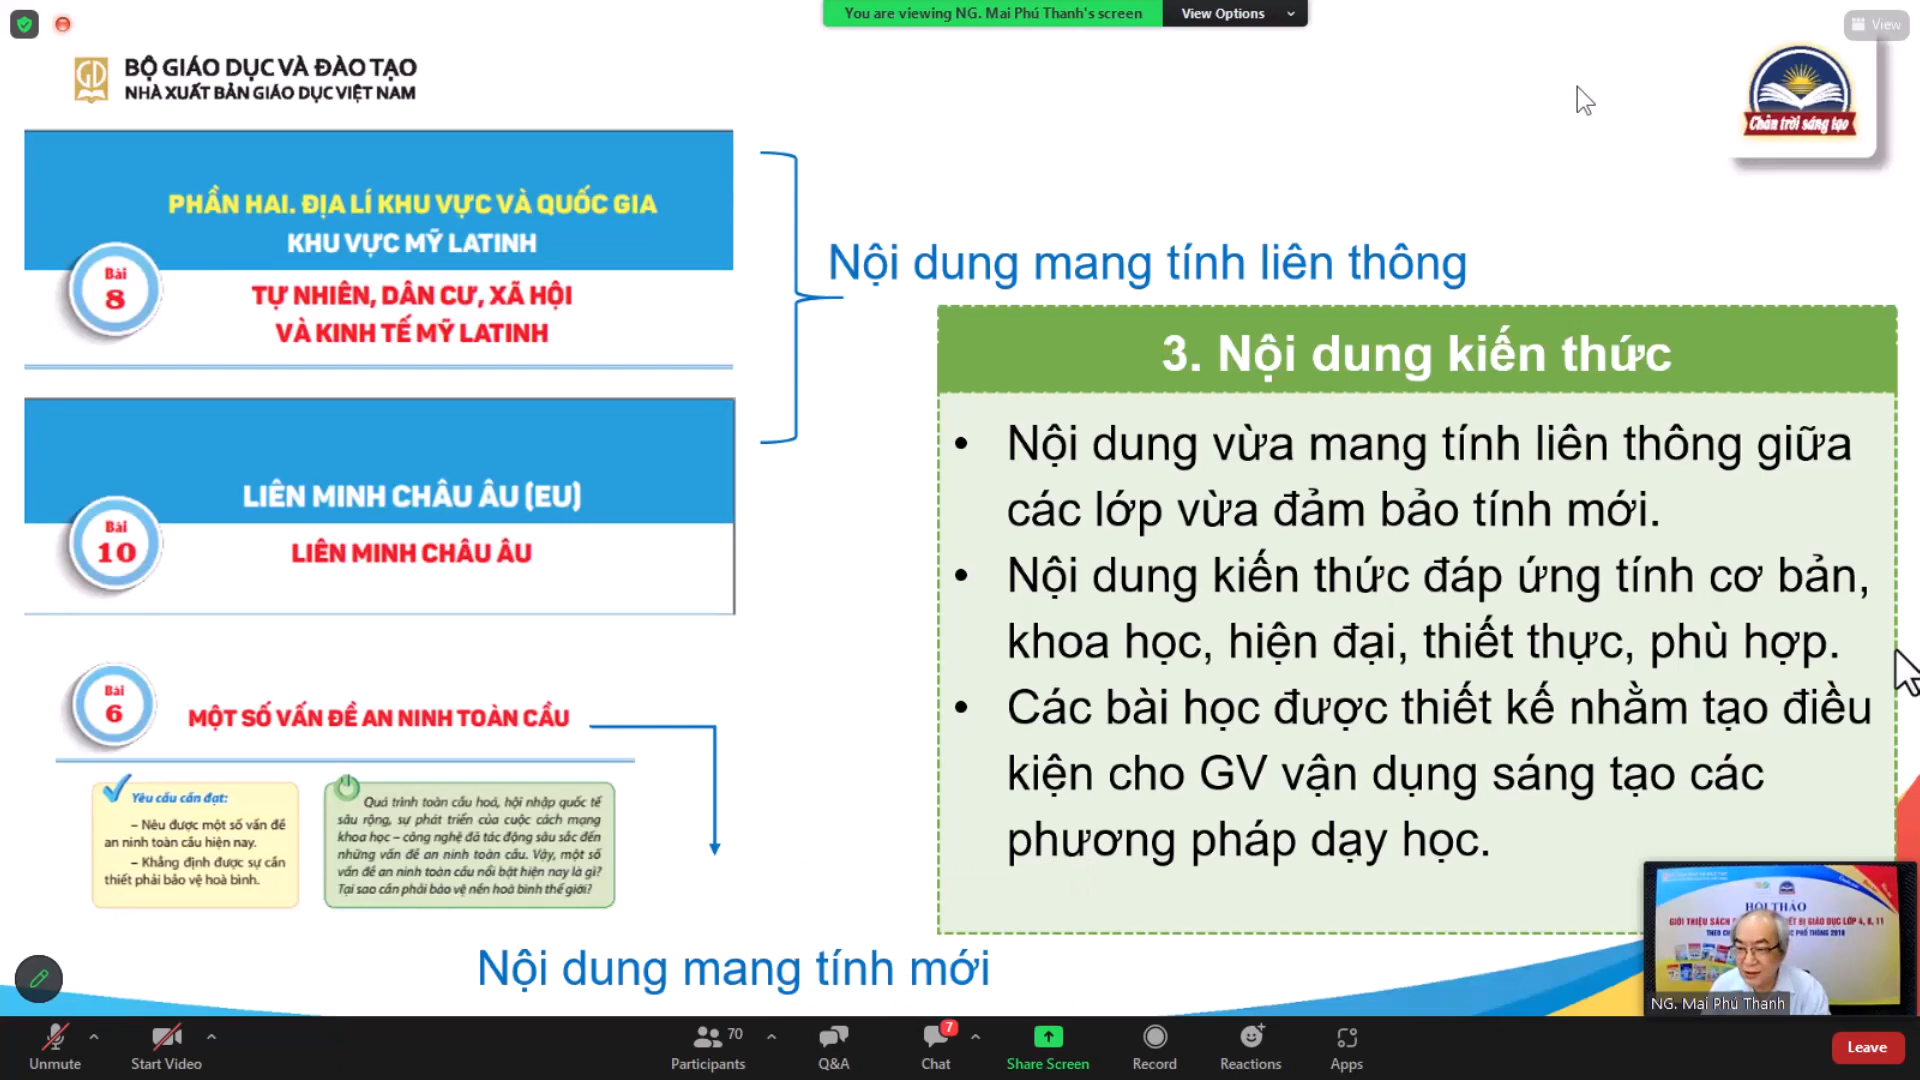 You are viewing NG. Mai Phú Thanh's screen
View Options
View
BỘ GIÁO DỤC VÀ ĐÀO TẠO
NHÀ XUẤT BẢN GIÁO DỤC VIỆT NAM
Chân trời sáng tạo
PHẦN HAI. ĐỊA LÍ KHU VỰC VÀ QUỐC GIA
KHU VỰC MỸ LATINH
Bài
8
TỰ NHIÊN, DÂN CƯ, XÃ HỘI
VÀ KINH TẾ MỸ LATINH
LIÊN MINH CHÂU ÂU (EU)
Bài
10
LIÊN MINH CHÂU ÂU
Nội dung mang tính liên thông
3. Nội dung kiến thức
• Nội dung vừa mang tính liên thông giữa
các lớp vừa đảm bảo tính mới.
• Nội dung kiến thức đáp ứng tính cơ bản,
khoa học, hiện đại, thiết thực, phù hợp.
• Các bài học được thiết kế nhằm tạo điều
kiện cho GV vận dụng sáng tạo các
phương pháp dạy học.
Bài
6
MỘT SỐ VẤN ĐỀ AN NINH TOÀN CẦU
Yêu cầu cần đạt:
– Nêu được một số vấn đề
an ninh toàn cầu hiện nay.
– Khẳng định được sự cần
thiết phải bảo vệ hoà bình.
Quá trình toàn cầu hoá, hội nhập quốc tế
sâu rộng, sự phát triển của cuộc cách mạng
khoa học – công nghệ đã tác động sâu sắc đến
những vấn đề an ninh toàn cầu. Vậy, một số
vấn đề an ninh toàn cầu nổi bật hiện nay là gì?
Tại sao cần phải bảo vệ nền hoà bình thế giới?
Nội dung mang tính mới
HỘI THẢO
GIỚI THIỆU SÁCH
BỊ GIÁO DỤC LỚP 4, 8, 11
PHỔ THÔNG 2018
NG. Mai Phú Thanh
Unmute
Start Video
70
Participants
Q&A
7
Chat
Share Screen
Record
Reactions
Apps
Leave